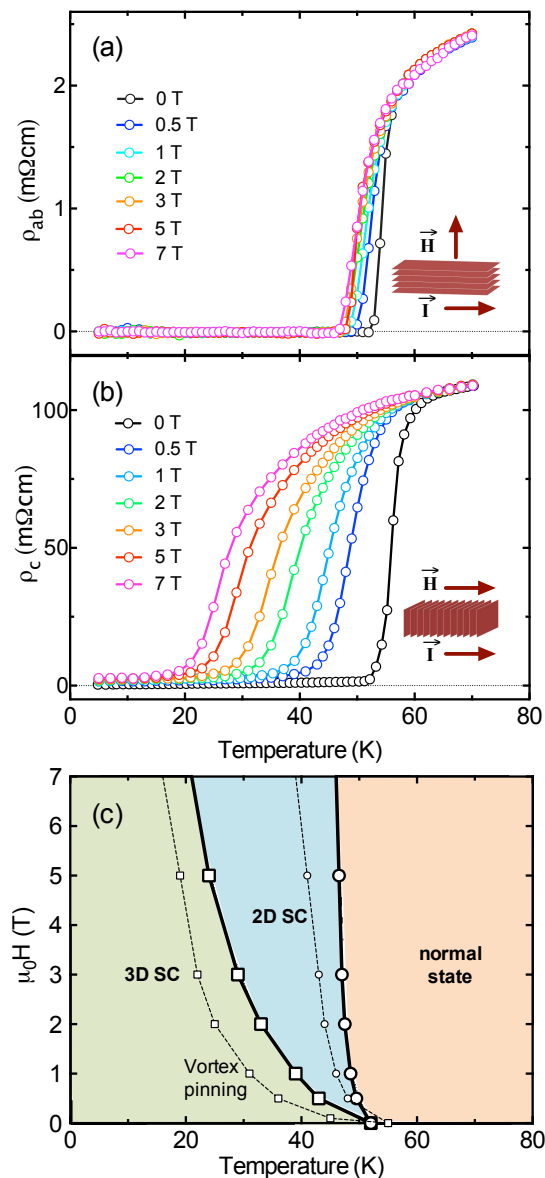 (a)
2
1
0
ρab (mΩcm)
0 T
0.5 T
1 T
2 T
3 T
5 T
7 T
H
I
(b)
100
50
0
ρc (mΩcm)
0 T
0.5 T
1 T
2 T
3 T
5 T
7 T
H
I
0 20 40 60 80
Temperature (K)
(c)
7
6
5
4
3
2
1
0
μ0H (T)
2D SC
3D SC
normal
state
Vortex
pinning
0 20 40 60 80
Temperature (K)